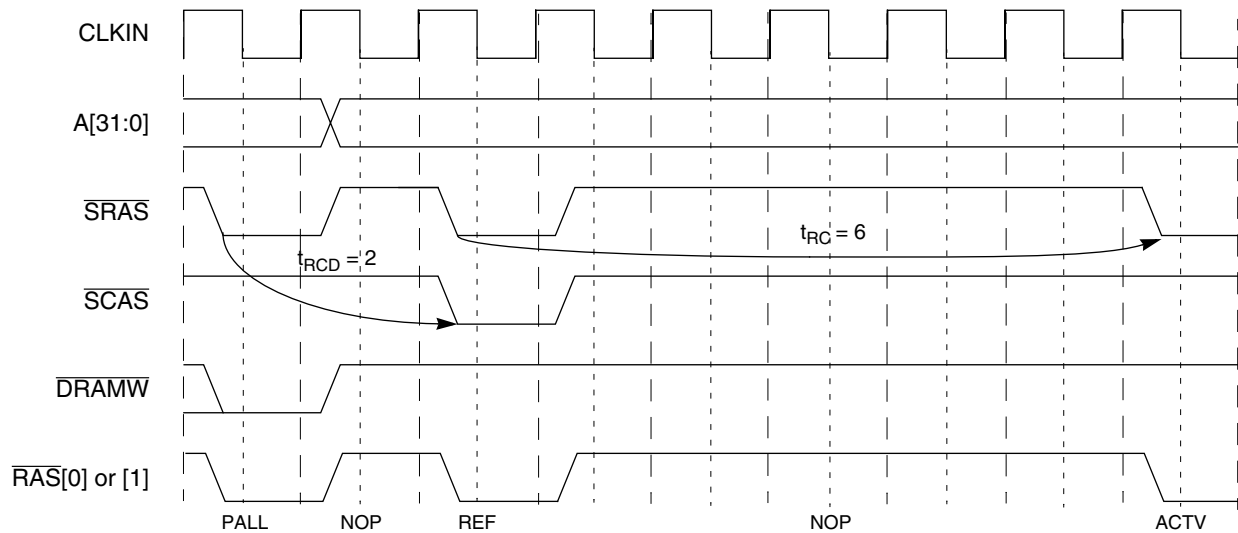 CLKIN
A[31:0]
SRAS
t_RC = 6
t_RCD = 2
SCAS
DRAMW
RAS[0] or [1]
PALL NOP REF NOP ACTV